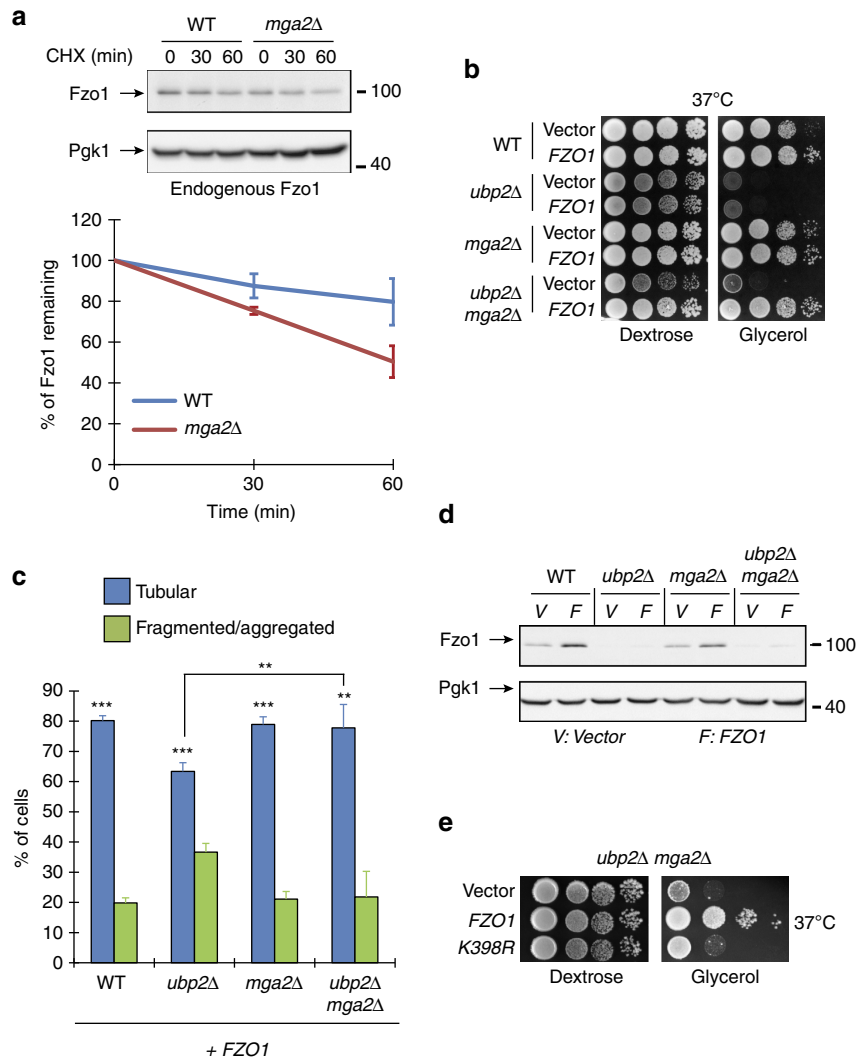 a
WT mga2Δ
CHX (min) 0 30 60 0 30 60
Fzo1 100
Pgk1 40
Endogenous Fzo1
120
100
80
60
40
20
0
% of Fzo1 remaining
WT
mga2Δ
0 30 60
Time (min)
b
37°C
WT Vector
FZO1
ubp2Δ Vector
FZO1
mga2Δ Vector
FZO1
ubp2Δ mga2Δ Vector
FZO1
Dextrose Glycerol
c
Tubular
Fragmented/aggregated
**
*** *** *** **
90
80
70
60
50
40
30
20
10
0
% of cells
WT ubp2Δ mga2Δ ubp2Δ
mga2Δ
+ FZO1
d
WT ubp2Δ mga2Δ ubp2Δ
mga2Δ
V F V F V F V F
Fzo1 100
Pgk1 40
V: Vector F: FZO1
e
ubp2Δ mga2Δ
Vector
FZO1
K398R
37°C
Dextrose Glycerol